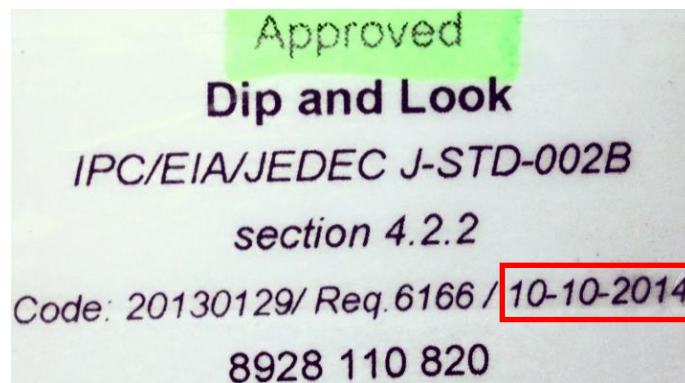 Approved
Dip and Look
IPC/EIA/JEDEC J-STD-002B
section 4.2.2
Code: 20130129/ Req.6166 / 10-10-2014
8928 110 820